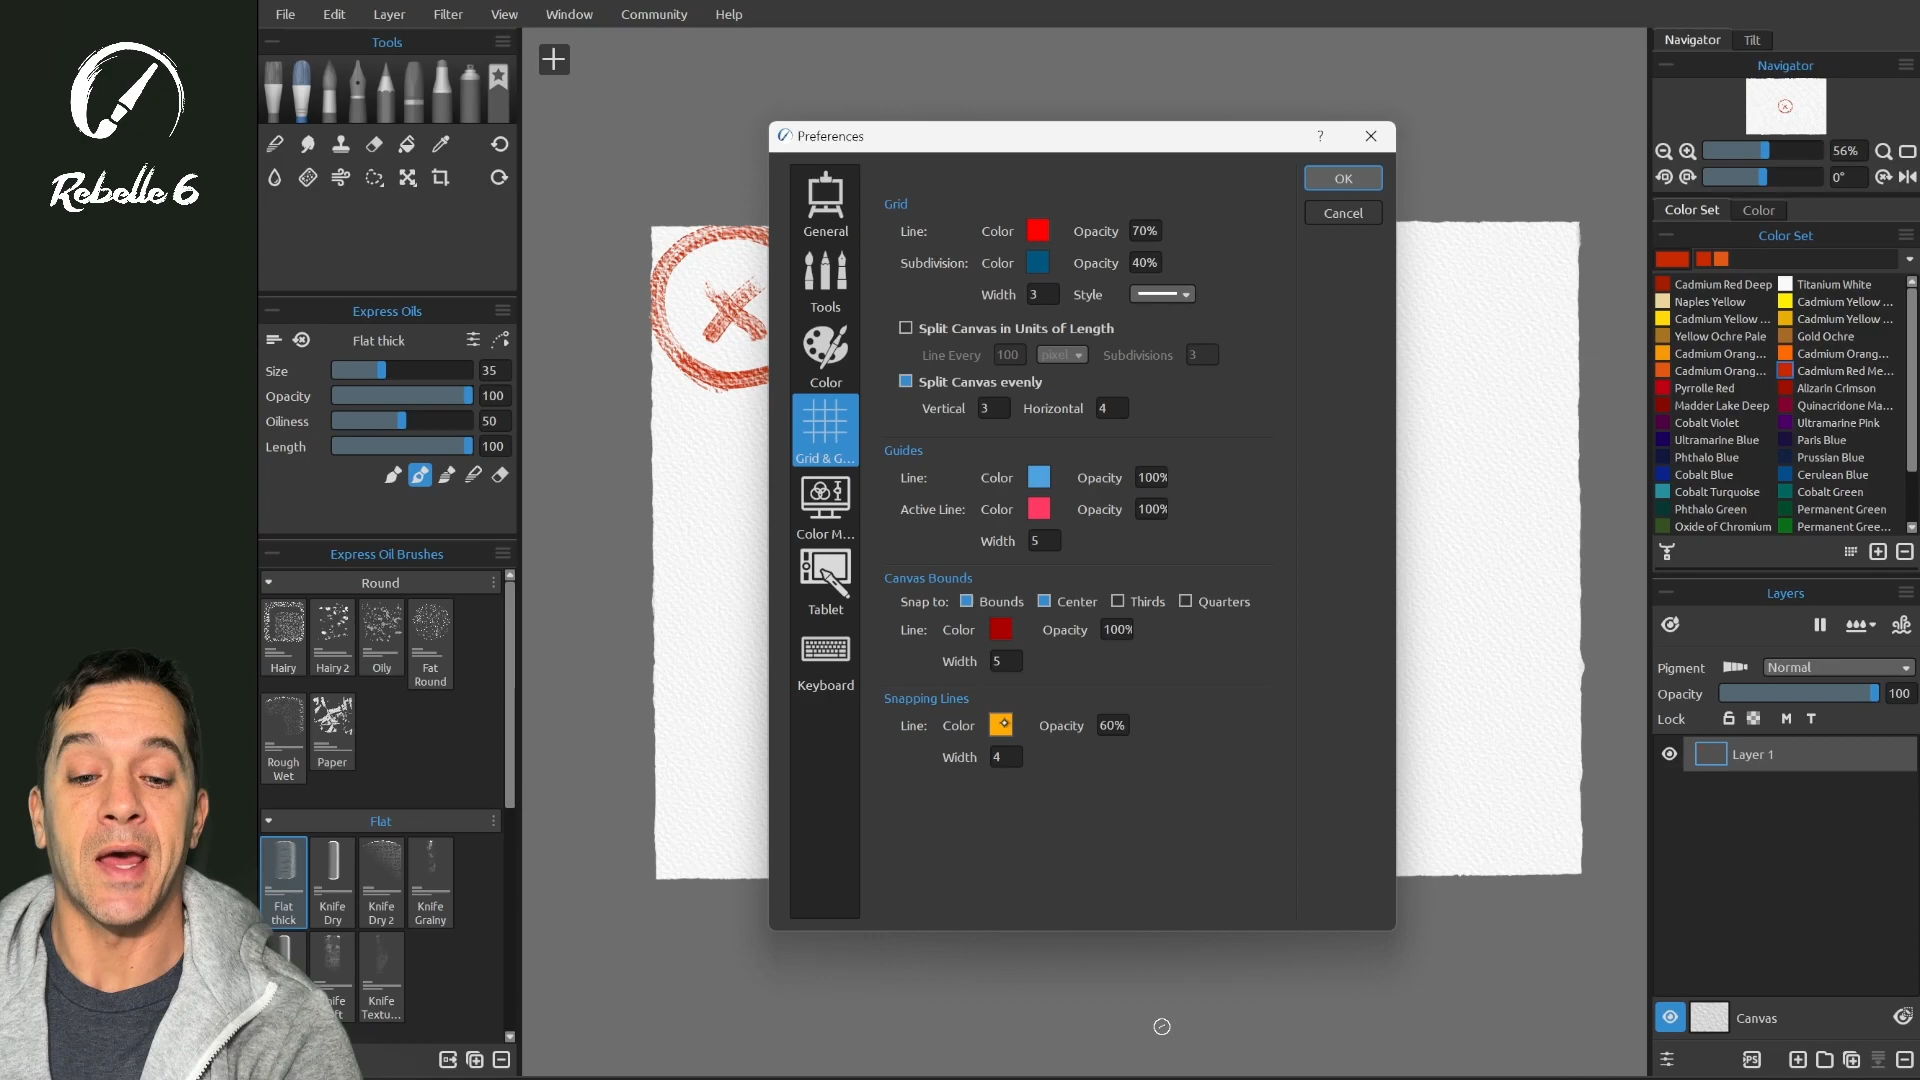 Rebelle 6
File Edit Layer Filter View Window Community Help
Tools
Express Oils
Flat thick
Size 35
Opacity 100
Oiliness 50
Length 100
Express Oil Brushes
Round
Hairy Hairy 2 Oily Fat Round
Rough Wet Paper
Flat
Flat thick Knife Dry Knife Dry 2 Knife Grainy
Knife Textu...
Preferences
?
General
Tools
Color
Grid & G...
Color M...
Tablet
Keyboard
OK
Cancel
Grid
Line: Color Opacity 70%
Subdivision: Color Opacity 40%
Width 3 Style
Split Canvas in Units of Length
Line Every 100 pixel Subdivisions 3
Split Canvas evenly
Vertical 3 Horizontal 4
Guides
Line: Color Opacity 100%
Active Line: Color Opacity 100%
Width 5
Canvas Bounds
Snap to: Bounds Center Thirds Quarters
Line: Color Opacity 100%
Width 5
Snapping Lines
Line: Color Opacity 60%
Width 4
Navigator Tilt
Navigator
56%
0°
Color Set Color
Color Set
Cadmium Red Deep Titanium White
Naples Yellow Cadmium Yellow ...
Cadmium Yellow ... Cadmium Yellow ...
Yellow Ochre Pale Gold Ochre
Cadmium Orang... Cadmium Orang...
Cadmium Orang... Cadmium Red Me...
Pyrrolle Red Alizarin Crimson
Madder Lake Deep Quinacridone Ma...
Cobalt Violet Ultramarine Pink
Ultramarine Blue Paris Blue
Phthalo Blue Prussian Blue
Cobalt Blue Cerulean Blue
Cobalt Turquoise Cobalt Green
Phthalo Green Permanent Green
Oxide of Chromium Permanent Gree...
Layers
Pigment Normal
Opacity 100
Lock M T
Layer 1
Canvas
PS